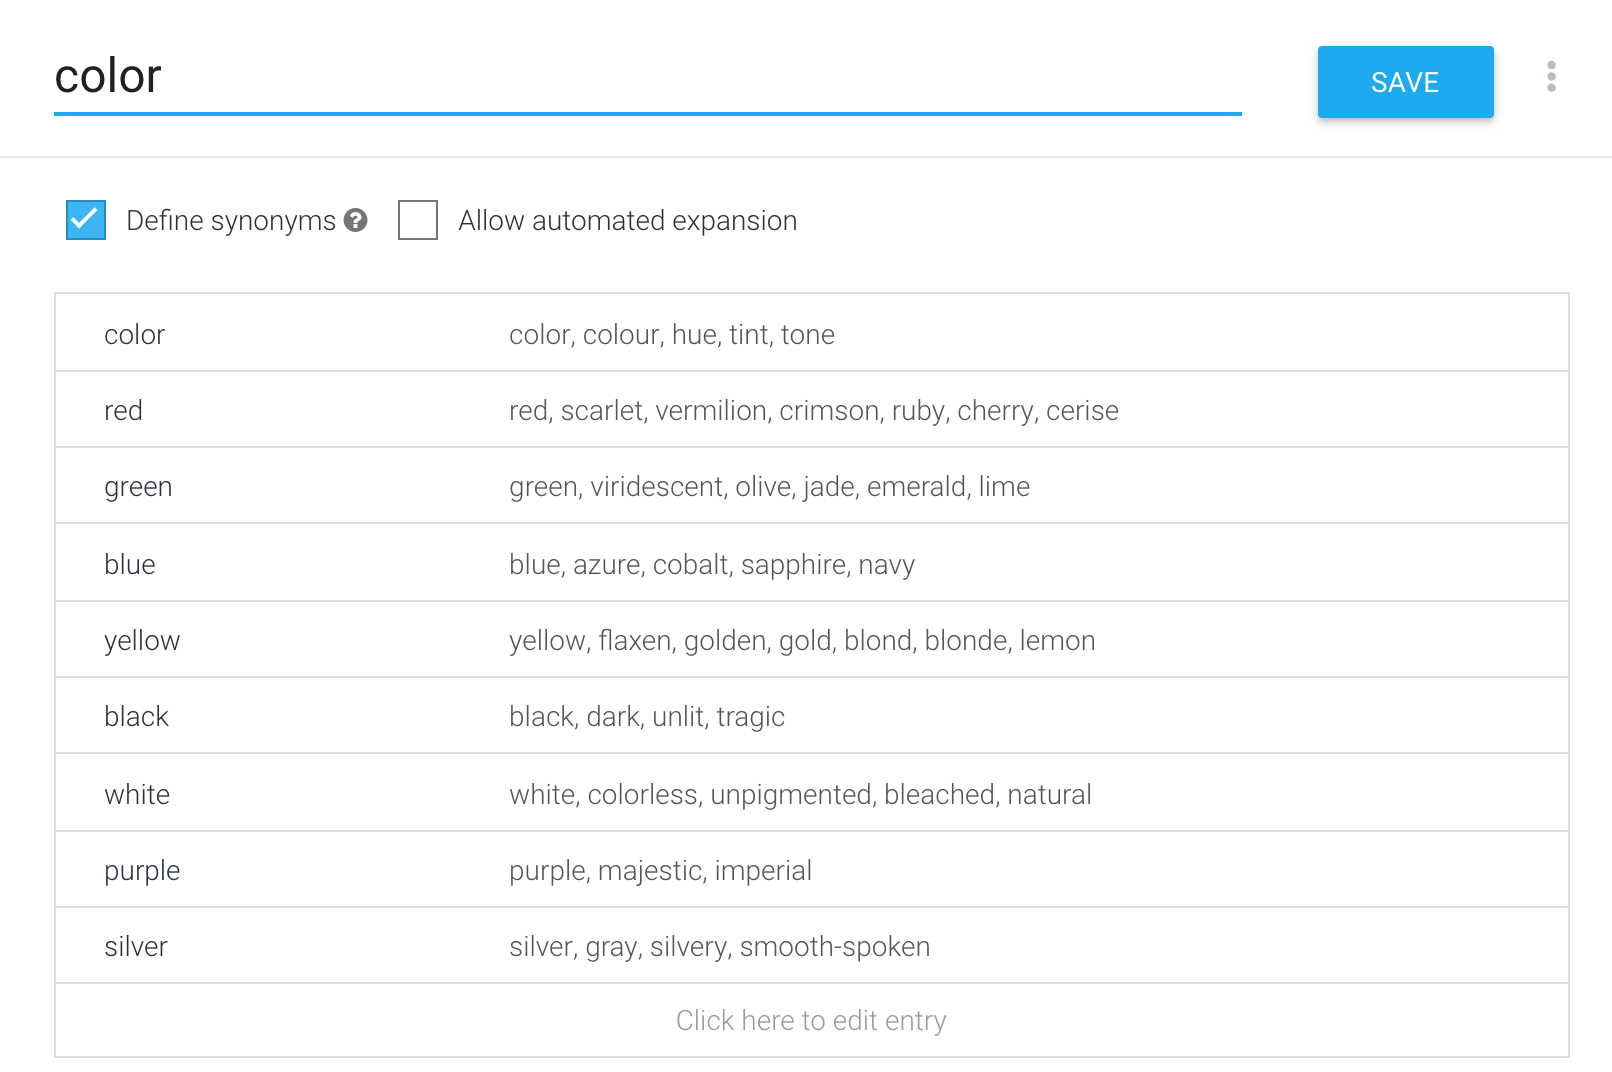 color
SAVE
Define synonyms ? Allow automated expansion
color color, colour, hue, tint, tone
red red, scarlet, vermilion, crimson, ruby, cherry, cerise
green green, viridescent, olive, jade, emerald, lime
blue blue, azure, cobalt, sapphire, navy
yellow yellow, flaxen, golden, gold, blond, blonde, lemon
black black, dark, unlit, tragic
white white, colorless, unpigmented, bleached, natural
purple purple, majestic, imperial
silver silver, gray, silvery, smooth-spoken
Click here to edit entry